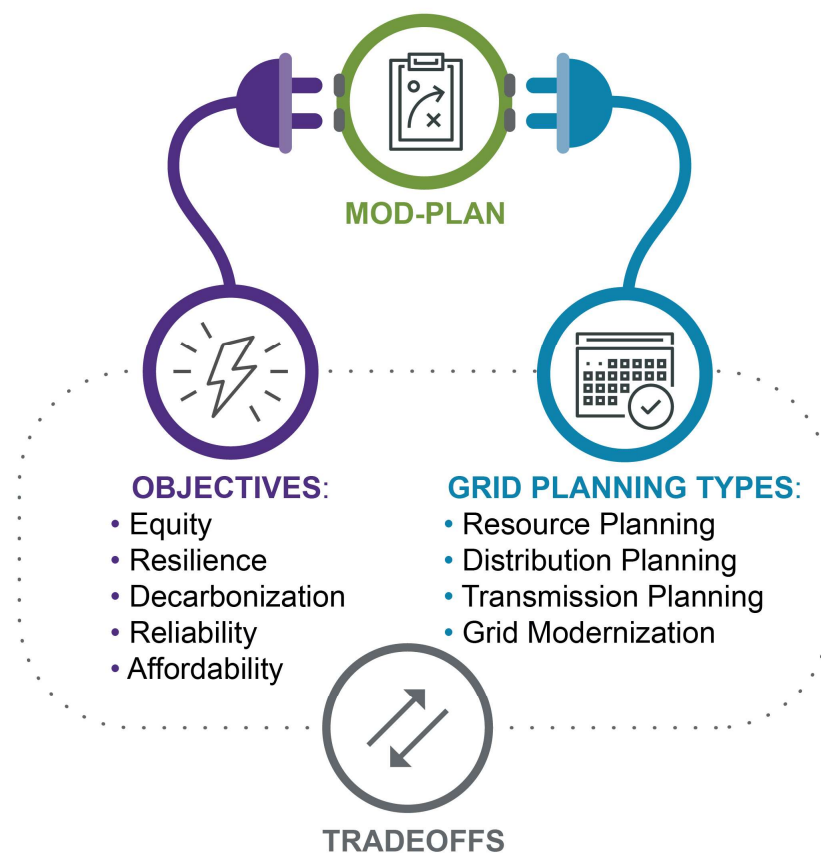 MOD-PLAN
OBJECTIVES:
• Equity
• Resilience
• Decarbonization
• Reliability
• Affordability
GRID PLANNING TYPES:
• Resource Planning
• Distribution Planning
• Transmission Planning
• Grid Modernization
TRADEOFFS